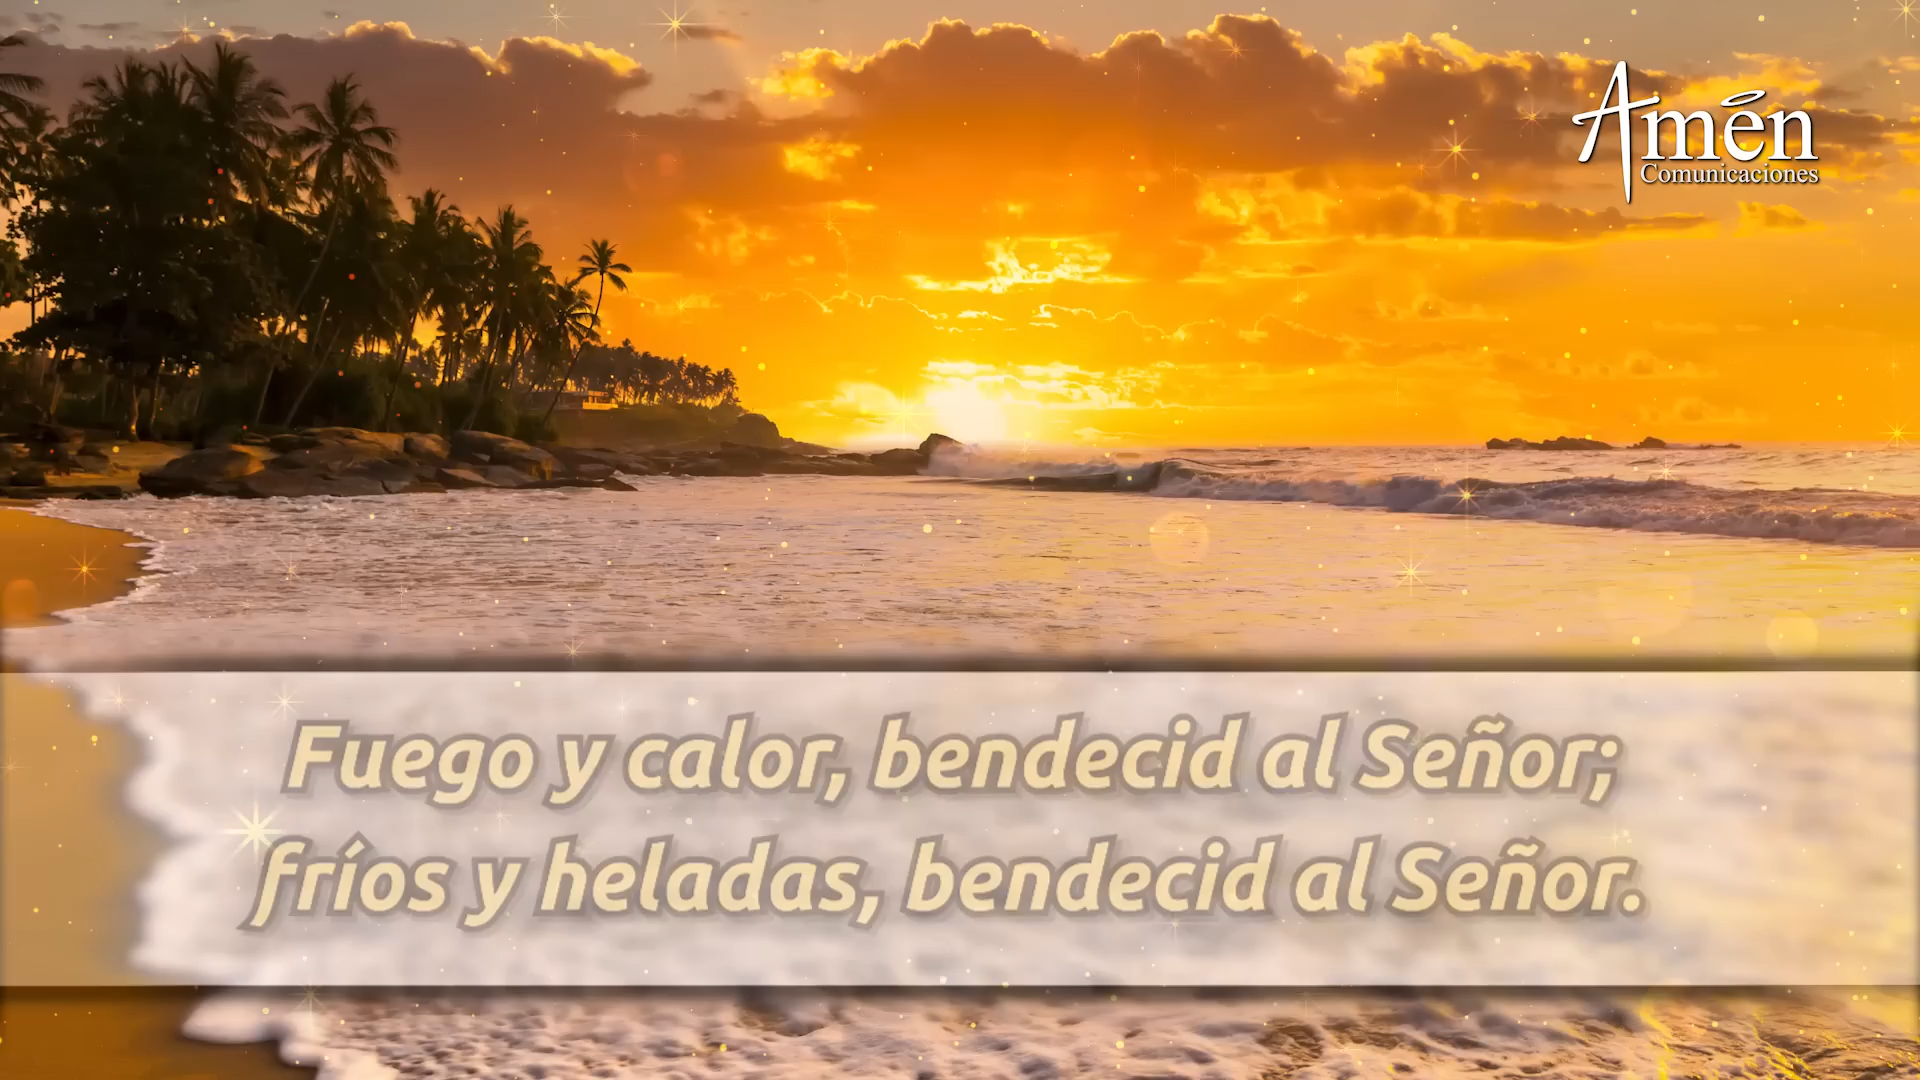 Amén
Comunicaciones
Fuego y calor, bendecid al Señor;
fríos y heladas, bendecid al Señor.